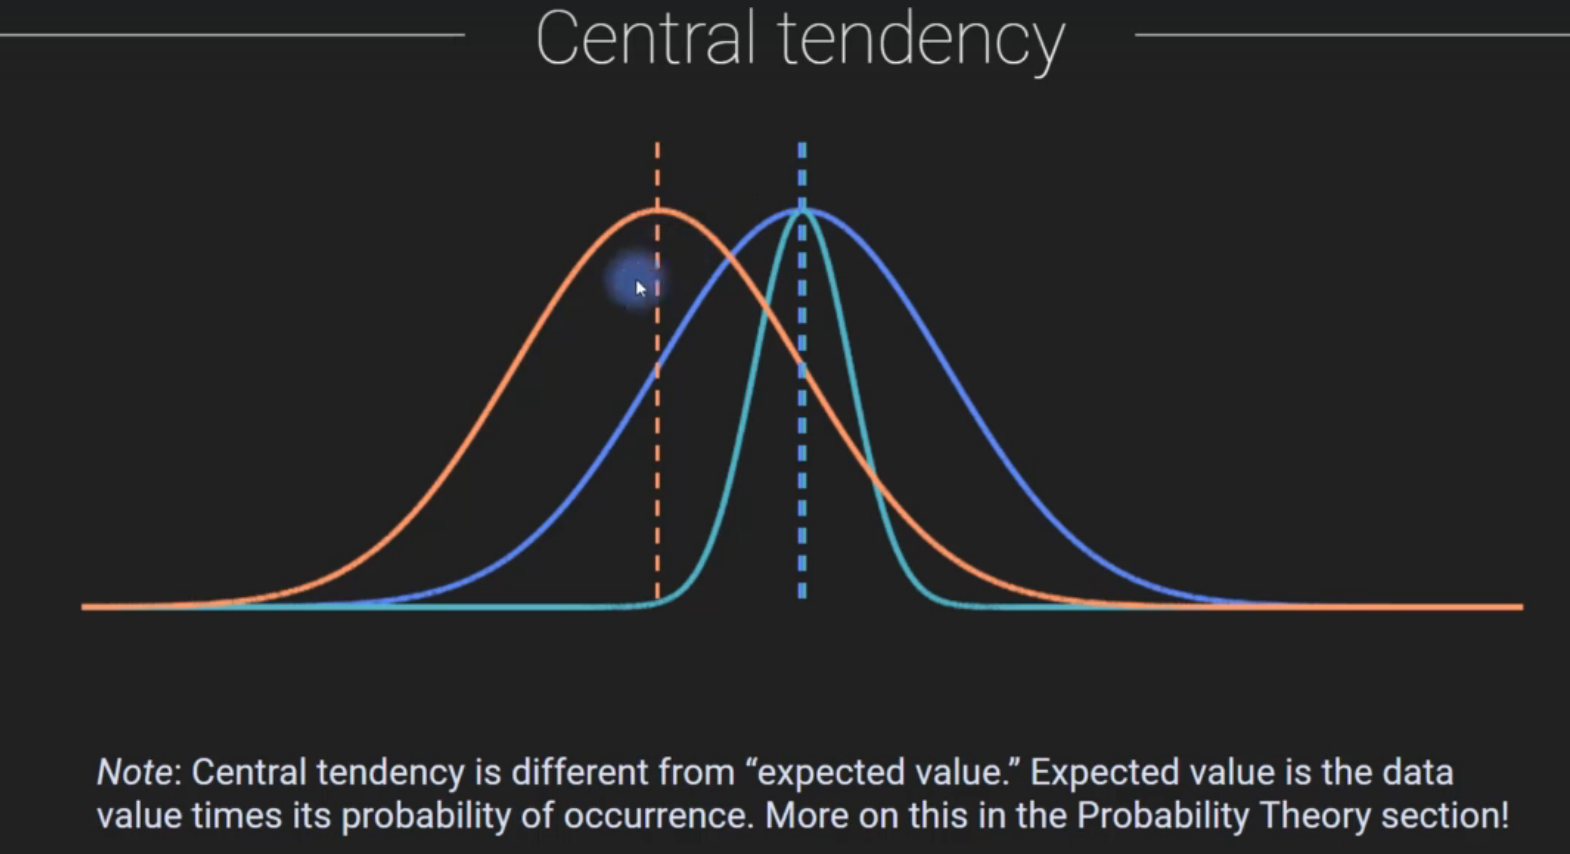 Central tendency
Note: Central tendency is different from “expected value.” Expected value is the data
value times its probability of occurrence. More on this in the Probability Theory section!